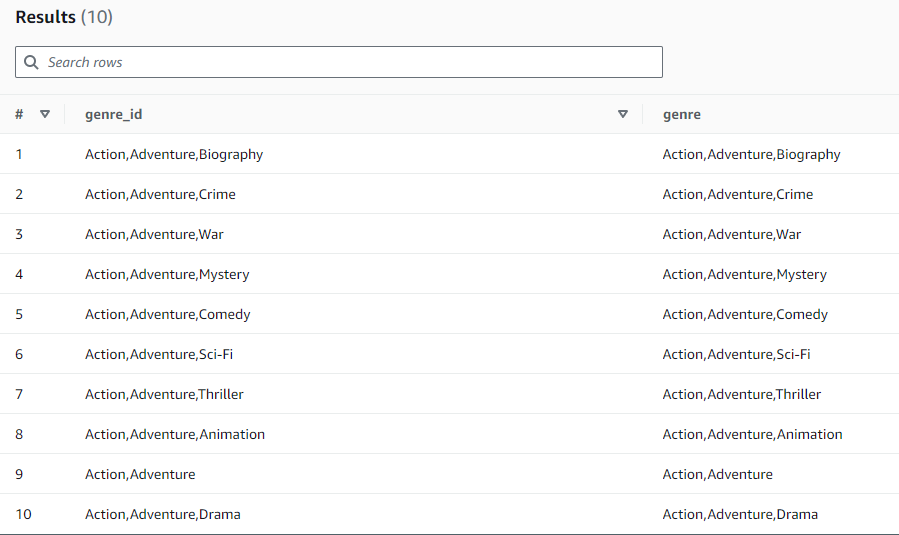 Results (10)
Search rows
# genre_id genre
1 Action,Adventure,Biography Action,Adventure,Biography
2 Action,Adventure,Crime Action,Adventure,Crime
3 Action,Adventure,War Action,Adventure,War
4 Action,Adventure,Mystery Action,Adventure,Mystery
5 Action,Adventure,Comedy Action,Adventure,Comedy
6 Action,Adventure,Sci-Fi Action,Adventure,Sci-Fi
7 Action,Adventure,Thriller Action,Adventure,Thriller
8 Action,Adventure,Animation Action,Adventure,Animation
9 Action,Adventure Action,Adventure
10 Action,Adventure,Drama Action,Adventure,Drama